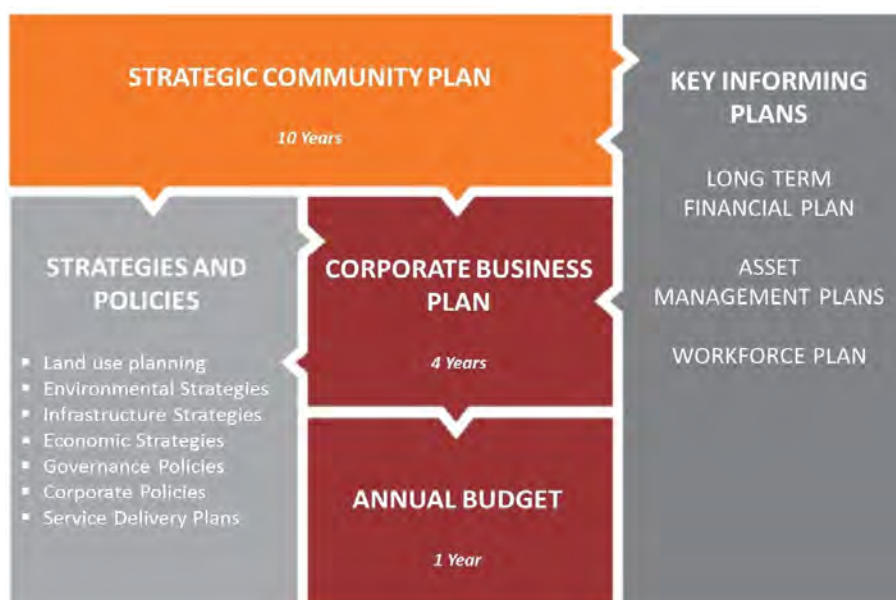 STRATEGIC COMMUNITY PLAN
10 Years
KEY INFORMING
PLANS
LONG TERM
FINANCIAL PLAN
ASSET
MANAGEMENT PLANS
WORKFORCE PLAN
STRATEGIES AND
POLICIES
▪ Land use planning
▪ Environmental Strategies
▪ Infrastructure Strategies
▪ Economic Strategies
▪ Governance Policies
▪ Corporate Policies
▪ Service Delivery Plans
CORPORATE BUSINESS
PLAN
4 Years
ANNUAL BUDGET
1 Year